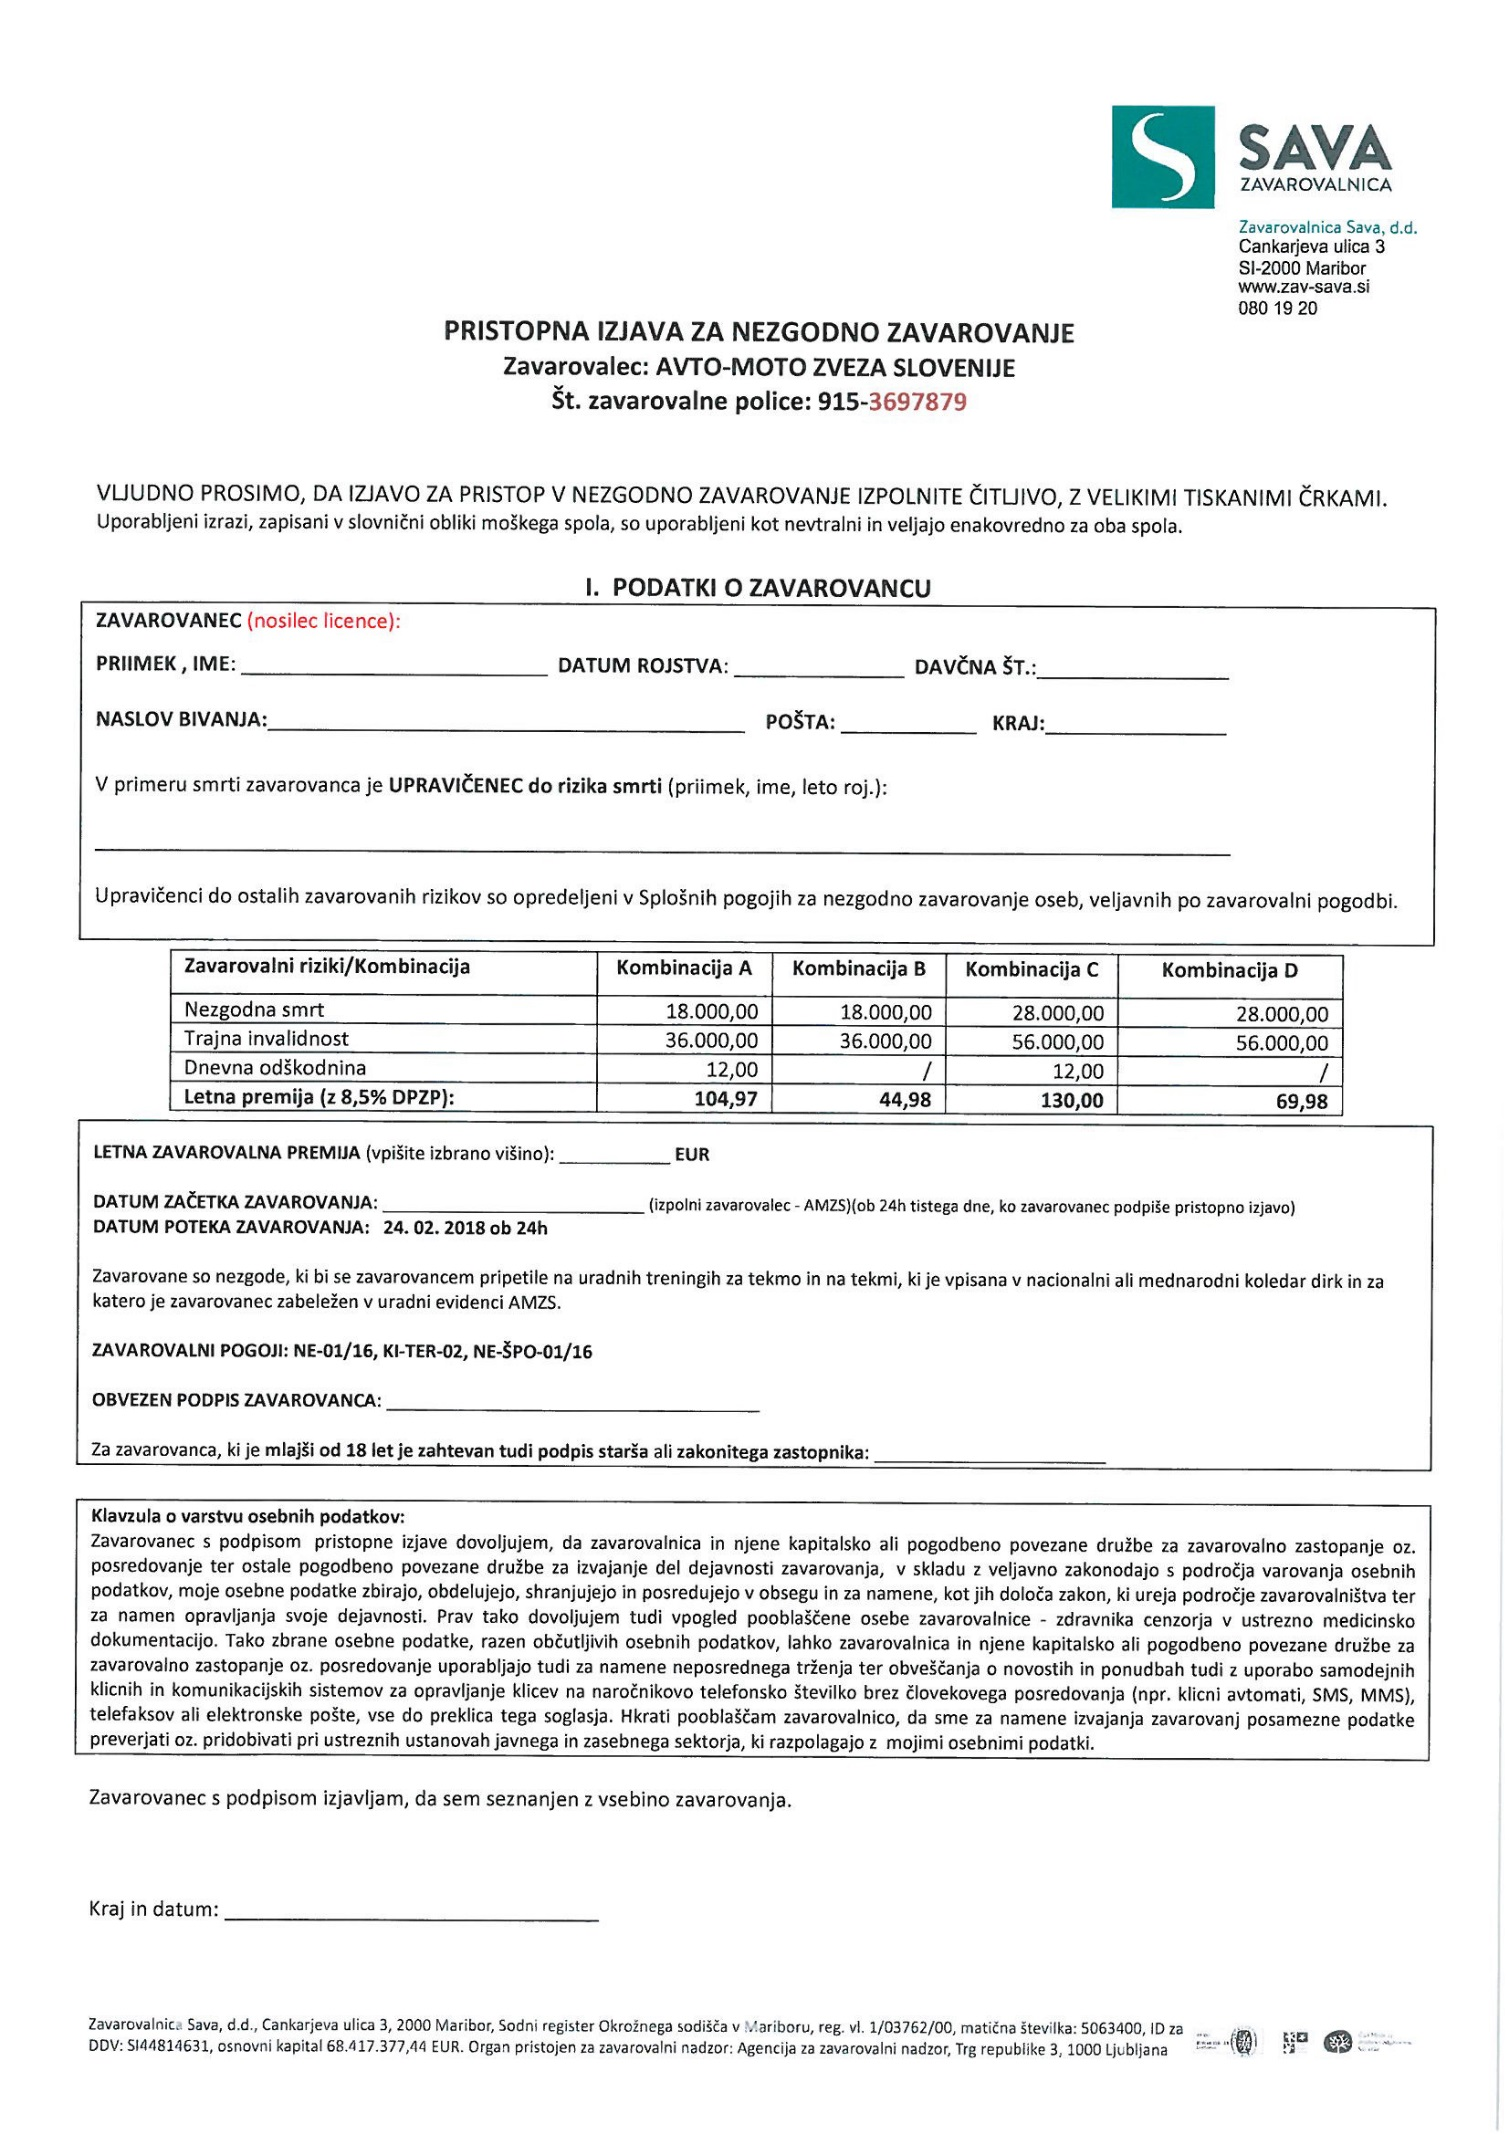 SAVA
ZAVAROVALNICA
Zavarovalnica Sava, d.d.
Cankarjeva ulica 3
SI-2000 Maribor
www.zav-sava.si
080 19 20
PRISTOPNA IZJAVA ZA NEZGODNO ZAVAROVANJE
Zavarovalec: AVTO-MOTO ZVEZA SLOVENIJE
Št. zavarovalne police: 915-3697879
VLJUDNO PROSIMO, DA IZJAVO ZA PRISTOP V NEZGODNO ZAVAROVANJE IZPOLNITE ČITLJIVO, Z VELIKIMI TISKANIMI ČRKAMI.
Uporabljeni izrazi, zapisani v slovnični obliki moškega spola, so uporabljeni kot nevtralni in veljajo enakovredno za oba spola.
I. PODATKI O ZAVAROVANCU
ZAVAROVANEC (nosilec licence):
PRIIMEK , IME: ____ DATUM ROJSTVA: ____ DAVČNA ŠT.: ____
NASLOV BIVANJA: ____ POŠTA: ____ KRAJ: ____
V primeru smrti zavarovanca je UPRAVIČENEC do rizika smrti (priimek, ime, leto roj.):
Upravičenci do ostalih zavarovanih rizikov so opredeljeni v Splošnih pogojih za nezgodno zavarovanje oseb, veljavnih po zavarovalni pogodbi.
Zavarovalni riziki/Kombinacija Kombinacija A Kombinacija B Kombinacija C Kombinacija D
Nezgodna smrt 18.000,00 18.000,00 28.000,00 28.000,00
Trajna invalidnost 36.000,00 36.000,00 56.000,00 56.000,00
Dnevna odškodnina 12,00 / 12,00 /
Letna premija (z 8,5% DPZP): 104,97 44,98 130,00 69,98
LETNA ZAVAROVALNA PREMIJA (vpišite izbrano višino): ____ EUR
DATUM ZAČETKA ZAVAROVANJA: ____ (izpolni zavarovalec - AMZS)(ob 24h tistega dne, ko zavarovanec podpiše pristopno izjavo)
DATUM POTEKA ZAVAROVANJA: 24. 02. 2018 ob 24h
Zavarovane so nezgode, ki bi se zavarovancem pripetile na uradnih treningih za tekmo in na tekmi, ki je vpisana v nacionalni ali mednarodni koledar dirk in za
katero je zavarovanec zabeležen v uradni evidenci AMZS.
ZAVAROVALNI POGOJI: NE-01/16, KI-TER-02, NE-ŠPO-01/16
OBVEZEN PODPIS ZAVAROVANCA: ____
Za zavarovanca, ki je mlajši od 18 let je zahtevan tudi podpis starša ali zakonitega zastopnika: ____
Klavzula o varstvu osebnih podatkov:
Zavarovanec s podpisom pristopne izjave dovoljujem, da zavarovalnica in njene kapitalsko ali pogodbeno povezane družbe za zavarovalno zastopanje oz.
posredovanje ter ostale pogodbeno povezane družbe za izvajanje del dejavnosti zavarovanja, v skladu z veljavno zakonodajo s področja varovanja osebnih
podatkov, moje osebne podatke zbirajo, obdelujejo, shranjujejo in posredujejo v obsegu in za namene, kot jih določa zakon, ki ureja področje zavarovalništva ter
za namen opravljanja svoje dejavnosti. Prav tako dovoljujem tudi vpogled pooblaščene osebe zavarovalnice - zdravnika cenzorja v ustrezno medicinsko
dokumentacijo. Tako zbrane osebne podatke, razen občutljivih osebnih podatkov, lahko zavarovalnica in njene kapitalsko ali pogodbeno povezane družbe za
zavarovalno zastopanje oz. posredovanje uporabljajo tudi za namene neposrednega trženja ter obveščanja o novostih in ponudbah tudi z uporabo samodejnih
klicnih in komunikacijskih sistemov za opravljanje klicev na naročnikovo telefonsko številko brez človekovega posredovanja (npr. klicni avtomati, SMS, MMS),
telefaksov ali elektronske pošte, vse do preklica tega soglasja. Hkrati pooblaščam zavarovalnico, da sme za namene izvajanja zavarovanj posamezne podatke
preverjati oz. pridobivati pri ustreznih ustanovah javnega in zasebnega sektorja, ki razpolagajo z mojimi osebnimi podatki.
Zavarovanec s podpisom izjavljam, da sem seznanjen z vsebino zavarovanja.
Kraj in datum: ____
Zavarovalnica Sava, d.d., Cankarjeva ulica 3, 2000 Maribor, Sodni register Okrožnega sodišča v Mariboru, reg. vl. 1/03762/00, matična številka: 5063400, ID za
DDV: SI44814631, osnovni kapital 68.417.377,44 EUR. Organ pristojen za zavarovalni nadzor: Agencija za zavarovalni nadzor, Trg republike 3, 1000 Ljubljana